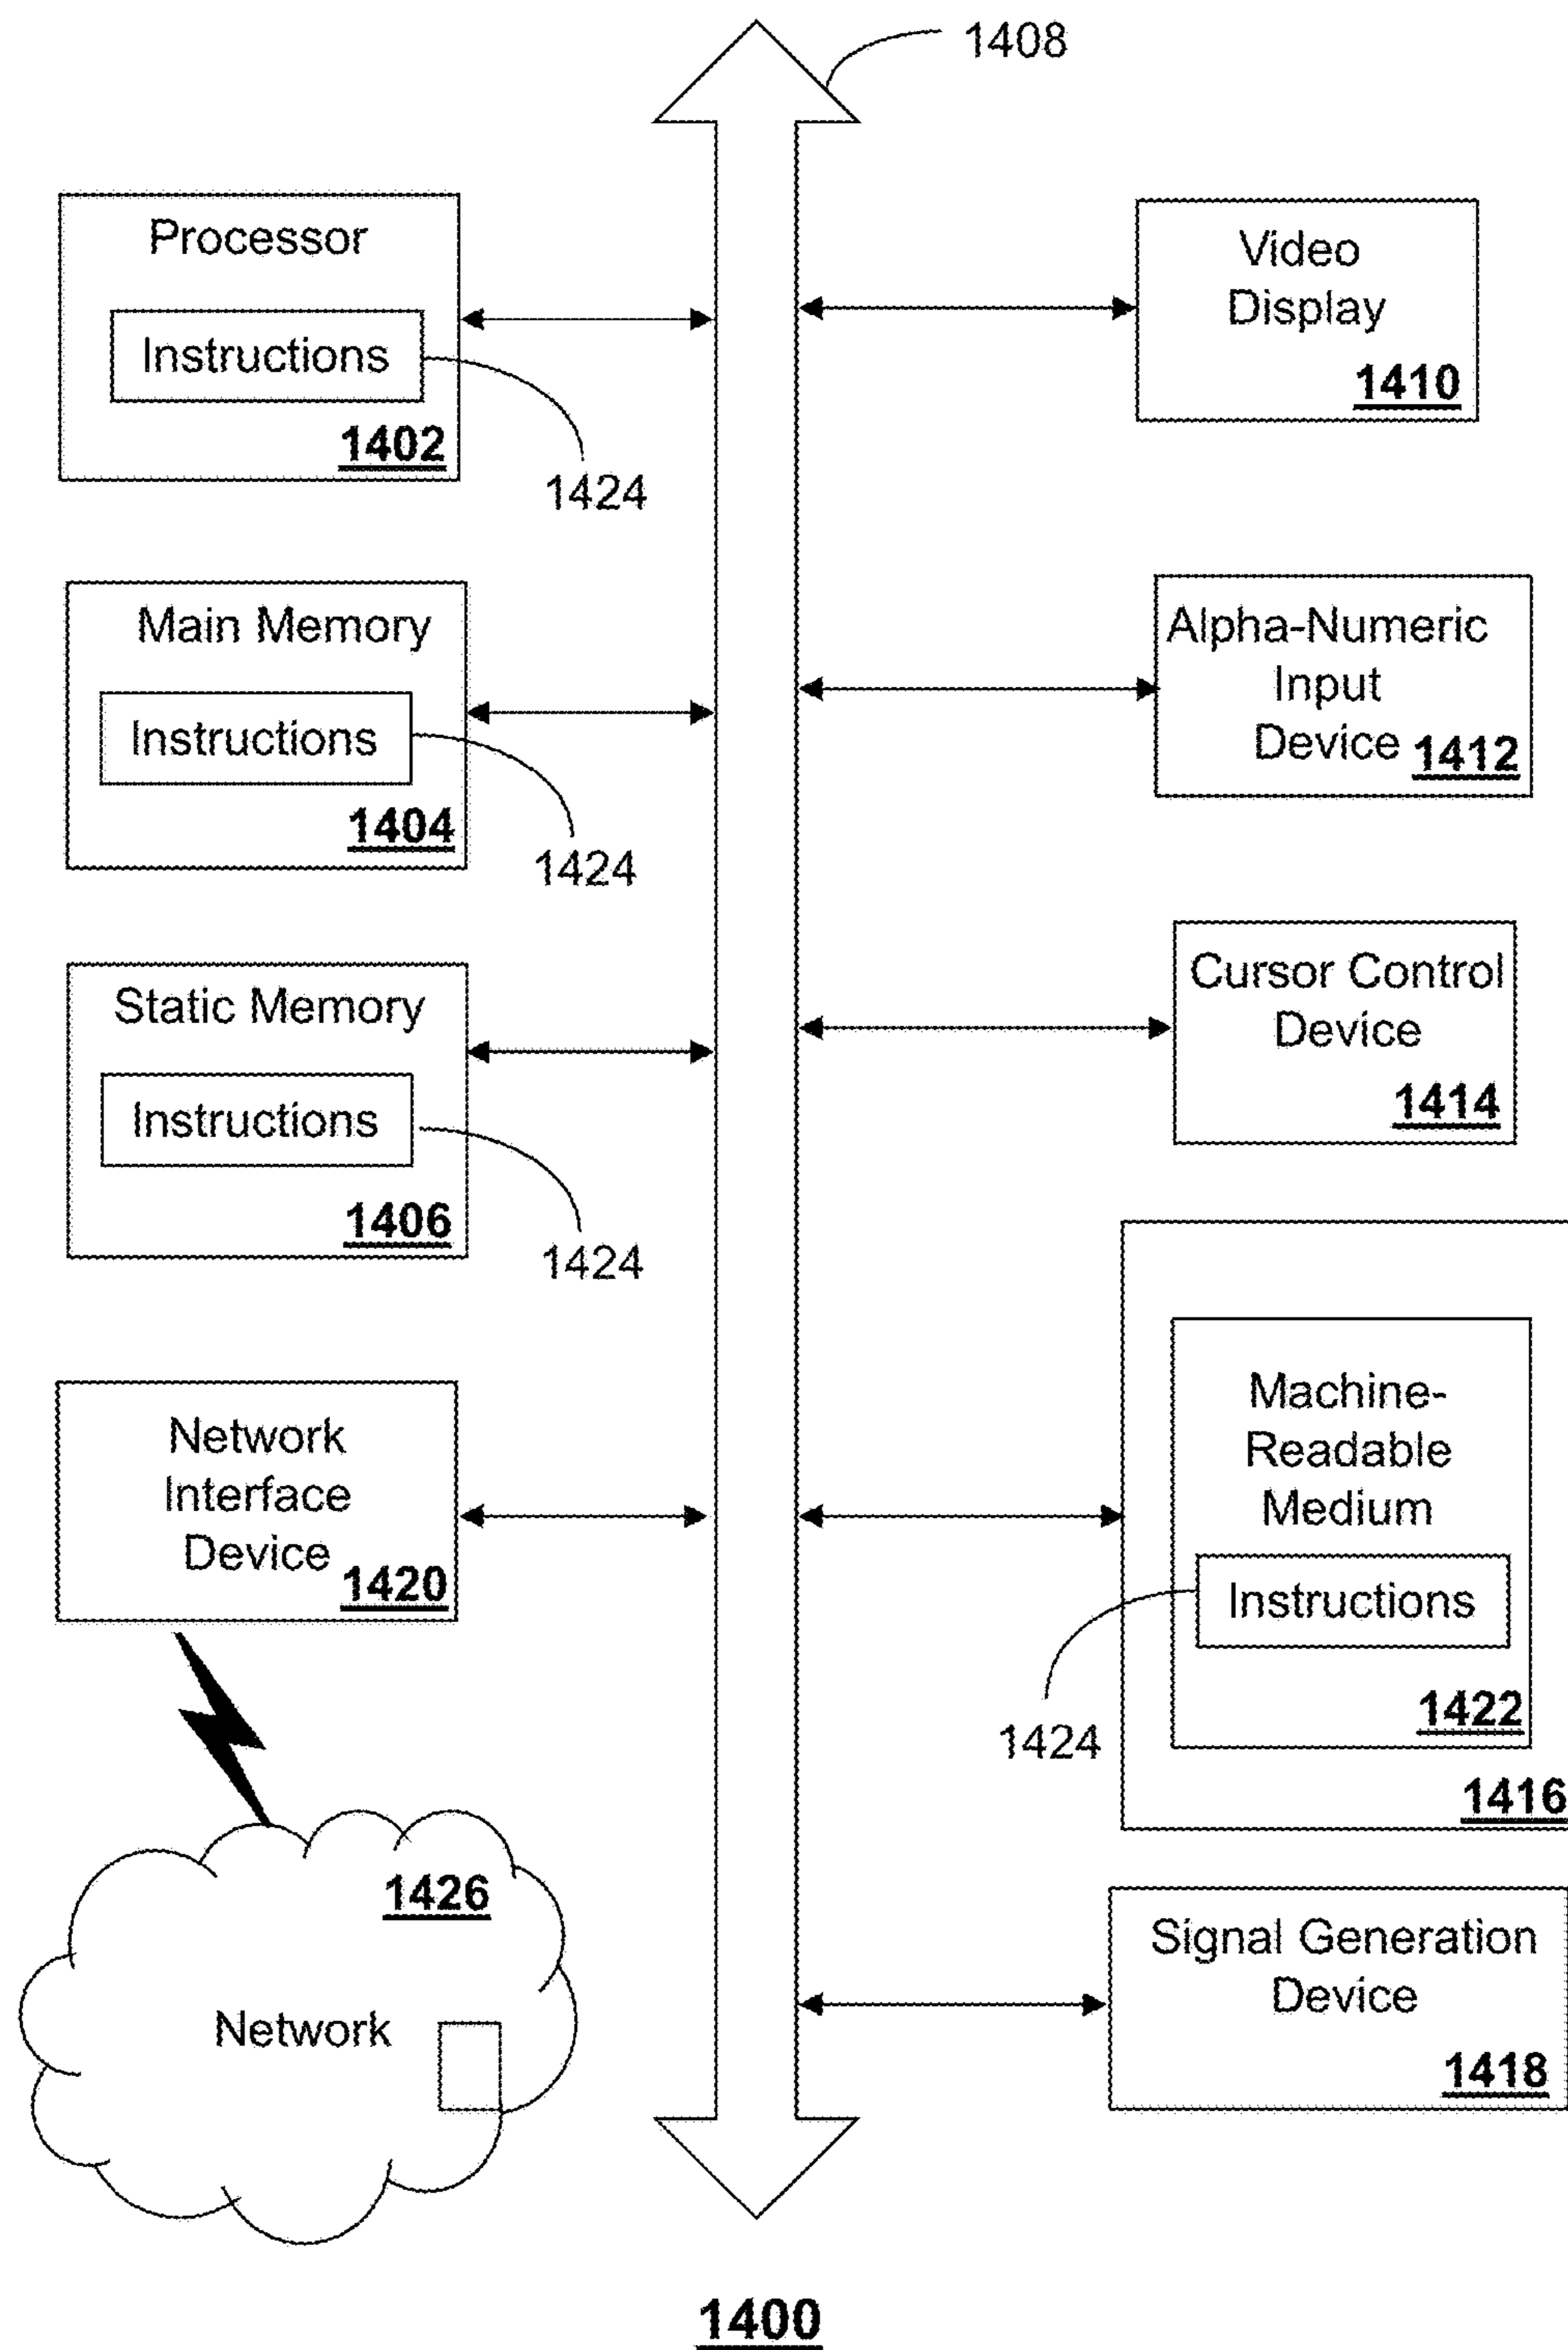 1408
Processor
Instructions
1402
1424
Main Memory
Instructions
1404
1424
Static Memory
Instructions
1406
1424
Network
Interface
Device
1420
1426
Network
Video
Display
1410
Alpha-Numeric
Input
Device
1412
Cursor Control
Device
1414
Machine-
Readable
Medium
Instructions
1422
1424
1416
Signal Generation
Device
1418
1400